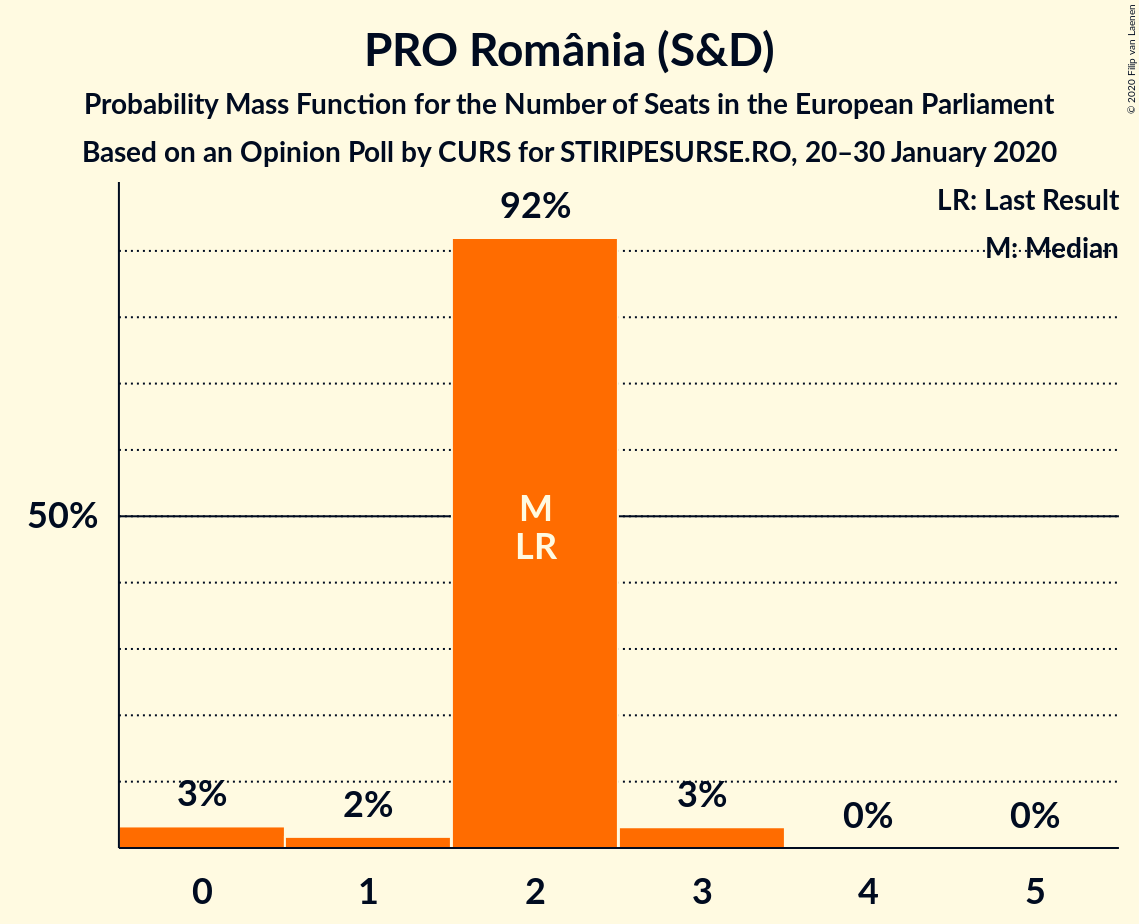 PRO România (S&D)
Probability Mass Function for the Number of Seats in the European Parliament
Based on an Opinion Poll by CURS for STIRIPESURSE.RO, 20–30 January 2020
© 2020 Filip van Laenen
LR: Last Result
M: Median
92%
50%
M
LR
3%
2%
3%
0%
0%
0
1
2
3
4
5